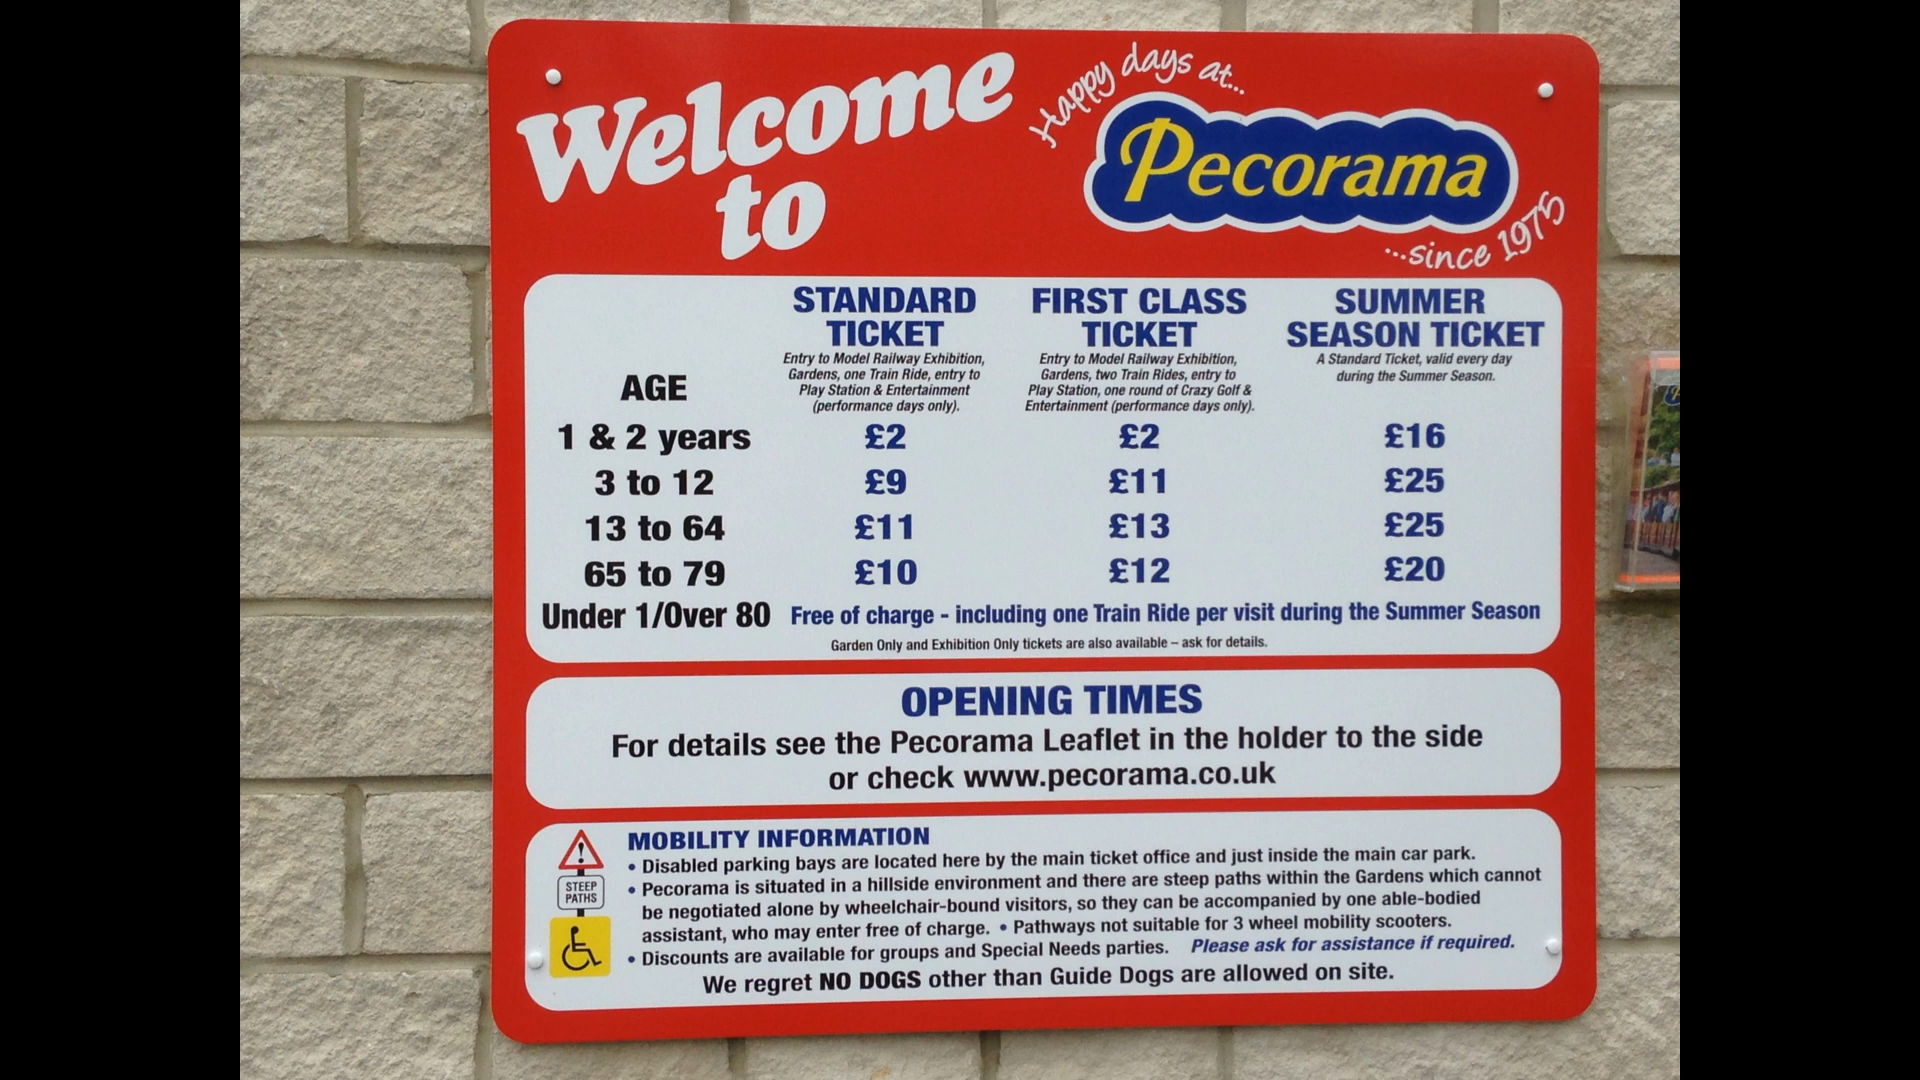 Welcome
to
Happy days at...
Pecorama
...since 1975
STANDARD
TICKET
Entry to Model Railway Exhibition,
Gardens, one Train Ride, entry to
Play Station & Entertainment
(performance days only).
FIRST CLASS
TICKET
Entry to Model Railway Exhibition,
Gardens, two Train Rides, entry to
Play Station, one round of Crazy Golf &
Entertainment (performance days only).
SUMMER
SEASON TICKET
A Standard Ticket, valid every day
during the Summer Season.
AGE
1 & 2 years £2 £2 £16
3 to 12 £9 £11 £25
13 to 64 £11 £13 £25
65 to 79 £10 £12 £20
Under 1/Over 80 Free of charge - including one Train Ride per visit during the Summer Season
Garden Only and Exhibition Only tickets are also available – ask for details.
OPENING TIMES
For details see the Pecorama Leaflet in the holder to the side
or check www.pecorama.co.uk
STEEP
PATHS
MOBILITY INFORMATION
• Disabled parking bays are located here by the main ticket office and just inside the main car park.
• Pecorama is situated in a hillside environment and there are steep paths within the Gardens which cannot
be negotiated alone by wheelchair-bound visitors, so they can be accompanied by one able-bodied
assistant, who may enter free of charge. • Pathways not suitable for 3 wheel mobility scooters.
• Discounts are available for groups and Special Needs parties. Please ask for assistance if required.
We regret NO DOGS other than Guide Dogs are allowed on site.